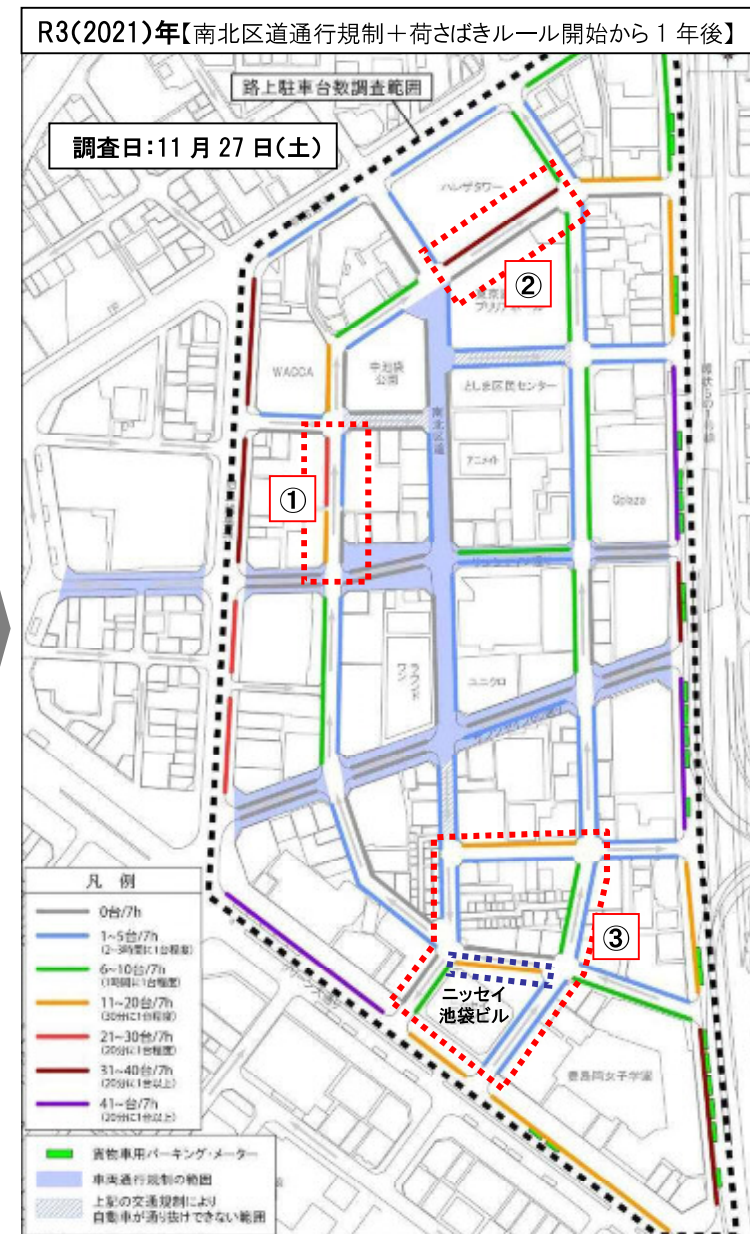 R3(2021)年【南北区道通行規制＋荷さばきルール開始から1年後】
路上駐車台数調査範囲
調査日：11月27日(土)
ハレザタワー
②
WACCA
中池袋
公園
としま区民センター
南北区道
アニメイト
①
Qplaza
ラウンド
ワン
ユニクロ
③
ニッセイ
池袋ビル
豊島岡女子学園
凡 例
0台/7h
1~5台/7h
(2~3時間に1台程度)
6~10台/7h
(1時間に1台程度)
11~20台/7h
(30分に1台程度)
21~30台/7h
(20分に1台程度)
31~40台/7h
(20分に1台以上)
41~台/7h
(20分に1台以上)
貨物車用パーキング・メーター
車両通行規制の範囲
上記の交通規制により
自動車が通り抜けできない範囲